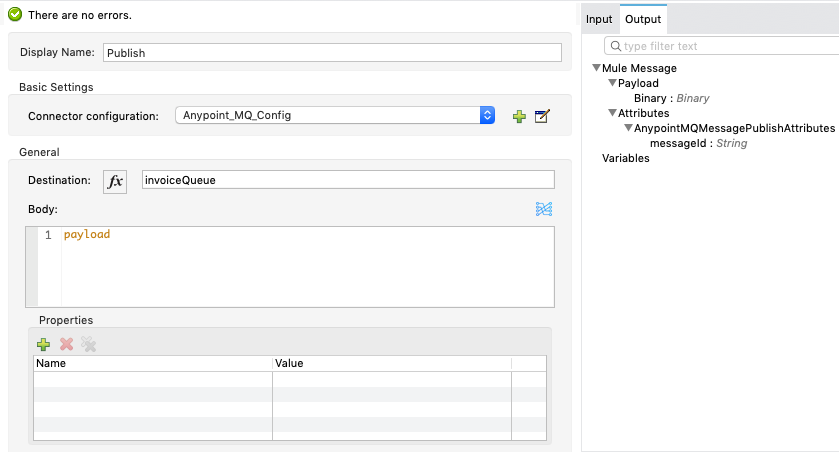 There are no errors.
Display Name: Publish
Basic Settings
Connector configuration: Anypoint_MQ_Config
General
Destination: fx invoiceQueue
Body:
1 payload
Properties
Name Value
Input Output
type filter text
Mule Message
Payload
Binary : Binary
Attributes
AnypointMQMessagePublishAttributes
messageId : String
Variables